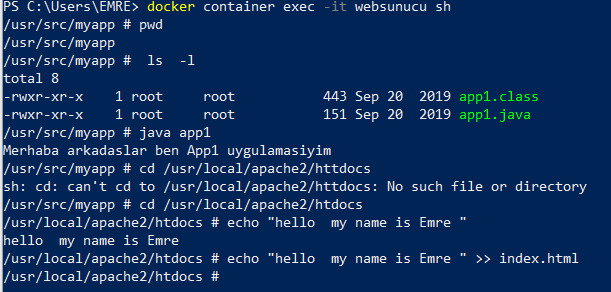 PS C:\Users\EMRE> docker container exec -it websunucu sh
/usr/src/myapp # pwd
/usr/src/myapp
/usr/src/myapp #  ls  -l
total 8
-rwxr-xr-x    1 root     root           443 Sep 20  2019 app1.class
-rwxr-xr-x    1 root     root           151 Sep 20  2019 app1.java
/usr/src/myapp # java app1
Merhaba arkadaslar ben App1 uygulamasiyim
/usr/src/myapp # cd /usr/local/apache2/httdocs
sh: cd: can't cd to /usr/local/apache2/httdocs: No such file or directory
/usr/src/myapp # cd /usr/local/apache2/htdocs
/usr/local/apache2/htdocs # echo "hello  my name is Emre "
hello  my name is Emre
/usr/local/apache2/htdocs # echo "hello  my name is Emre " >> index.html
/usr/local/apache2/htdocs #